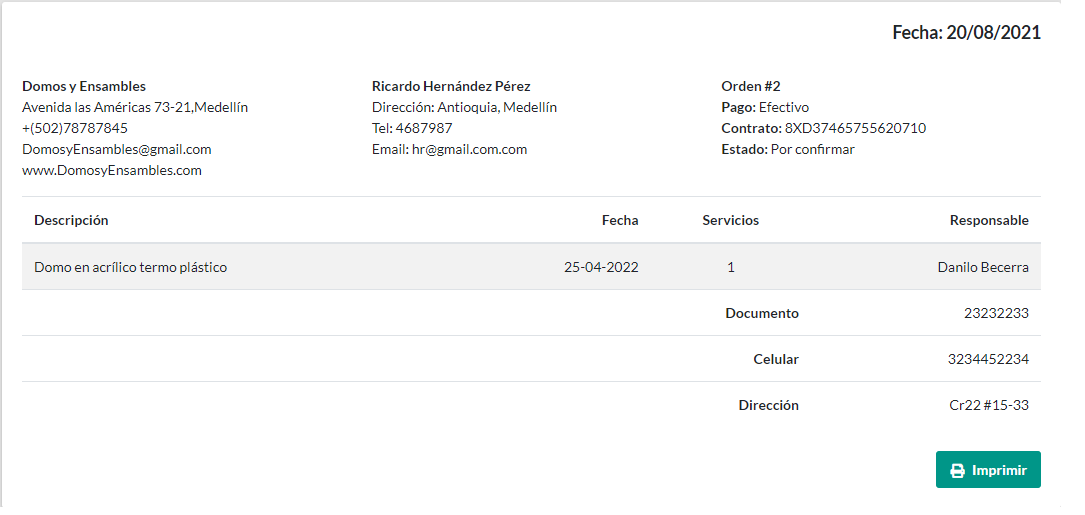 Fecha: 20/08/2021
Domos y Ensambles
Avenida las Américas 73-21,Medellín
+(502)78787845
DomosyEnsambles@gmail.com
www.DomosyEnsambles.com
Ricardo Hernández Pérez
Dirección: Antioquia, Medellín
Tel: 4687987
Email: hr@gmail.com.com
Orden #2
Pago: Efectivo
Contrato: 8XD37465755620710
Estado: Por confirmar
Descripción Fecha Servicios Responsable
Domo en acrílico termo plástico 25-04-2022 1 Danilo Becerra
Documento 23232233
Celular 3234452234
Dirección Cr22 #15-33
Imprimir